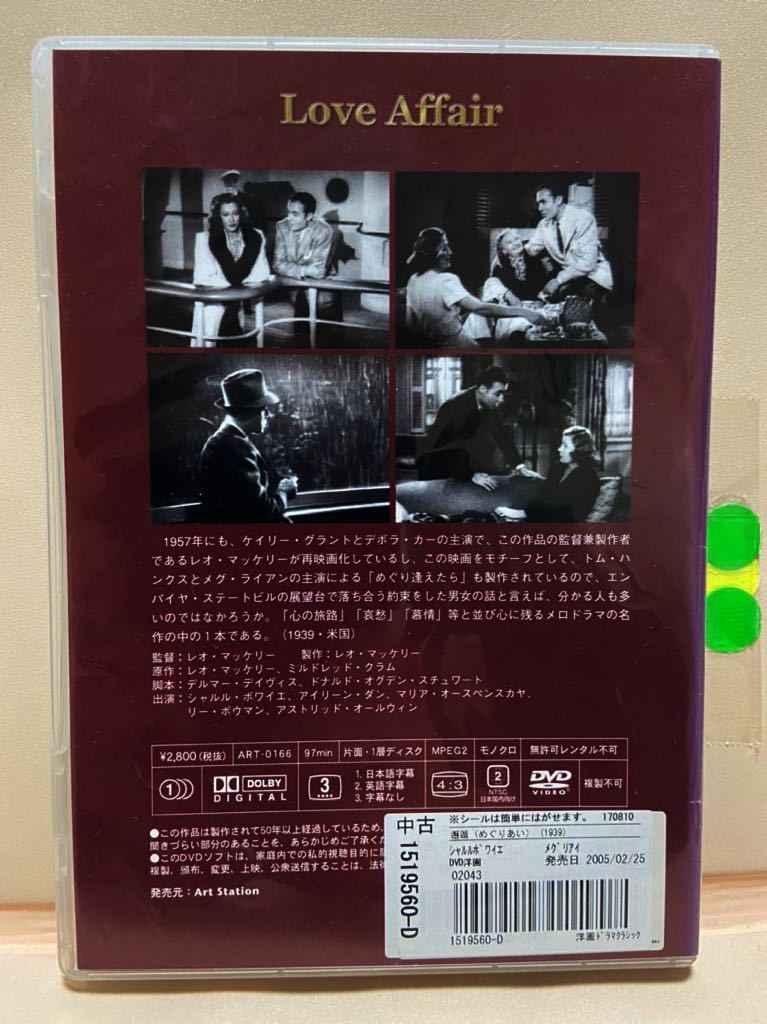 Love Affair
1957年にも、ケイリー・グラントとデボラ・カーの主演で、この作品の監督兼製作者
であるレオ・マッケリーが再映画化しているし、この映画をモチーフとして、トム・ハ
ンクスとメグ・ライアンの主演による「めぐり逢えたら」も製作されているので、エン
パイヤ・ステートビルの展望台で落ち合う約束をした男女の話と言えば、分かる人も多
いのではなかろうか。「心の旅路」「哀愁」「慕情」等と並び心に残るメロドラマの名
作の中の1本である。（1939・米国）
監督：レオ・マッケリー　製作：レオ・マッケリー
原作：レオ・マッケリー、ミルドレッド・クラム
脚本：デルマー・デイヴィス、ドナルド・オグデン・スチュワート
出演：シャルル・ボワイエ、アイリーン・ダン、マリア・オースペンスカヤ、
リー・ボウマン、アストリッド・オールウィン
¥2,800(税抜) ART-0166 97min 片面・1層ディスク MPEG2 モノクロ 無許可レンタル不可
1 DOLBY DIGITAL 3 1. 日本語字幕 2. 英語字幕 3. 字幕なし 4:3 2 NTSC 日本国内向け DVD VIDEO 複製不可
●この作品は製作されて50年以上経過しているため、
聞きづらい部分のあることを、あらかじめご了承くだ
●このDVDソフトは、家庭内での私的視聴目的に限
複製、頒布、変更、上映、公衆送信することは、法律
発売元：Art Station
中古 1519560-D
※シールは簡単にはがせます。 170810
邂逅（めぐりあい）（1939）
シャルルボワイエ メグリアイ
DVD洋画 発売日 2005/02/25
02043
1519560-D 洋画ドラマクラシック